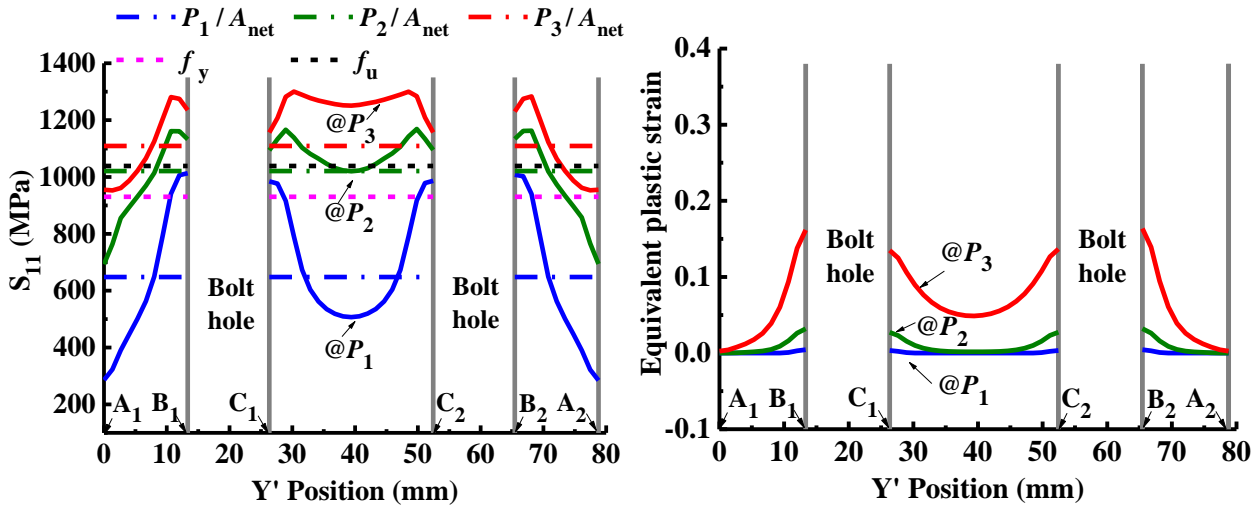 P1 / Anet P2 / Anet P3 / Anet
fy fu
1400
1200
1000
800
600
400
200
S11 (MPa)
@P3
@P2
@P1
Bolt
hole
Bolt
hole
A1 B1 C1 C2 B2 A2
0 10 20 30 40 50 60 70 80
Y' Position (mm)
0.4
0.3
0.2
0.1
0.0
-0.1
Equivalent plastic strain
Bolt
hole
Bolt
hole
@P3
@P2
@P1
A1 B1 C1 C2 B2 A2
0 10 20 30 40 50 60 70 80
Y' Position (mm)